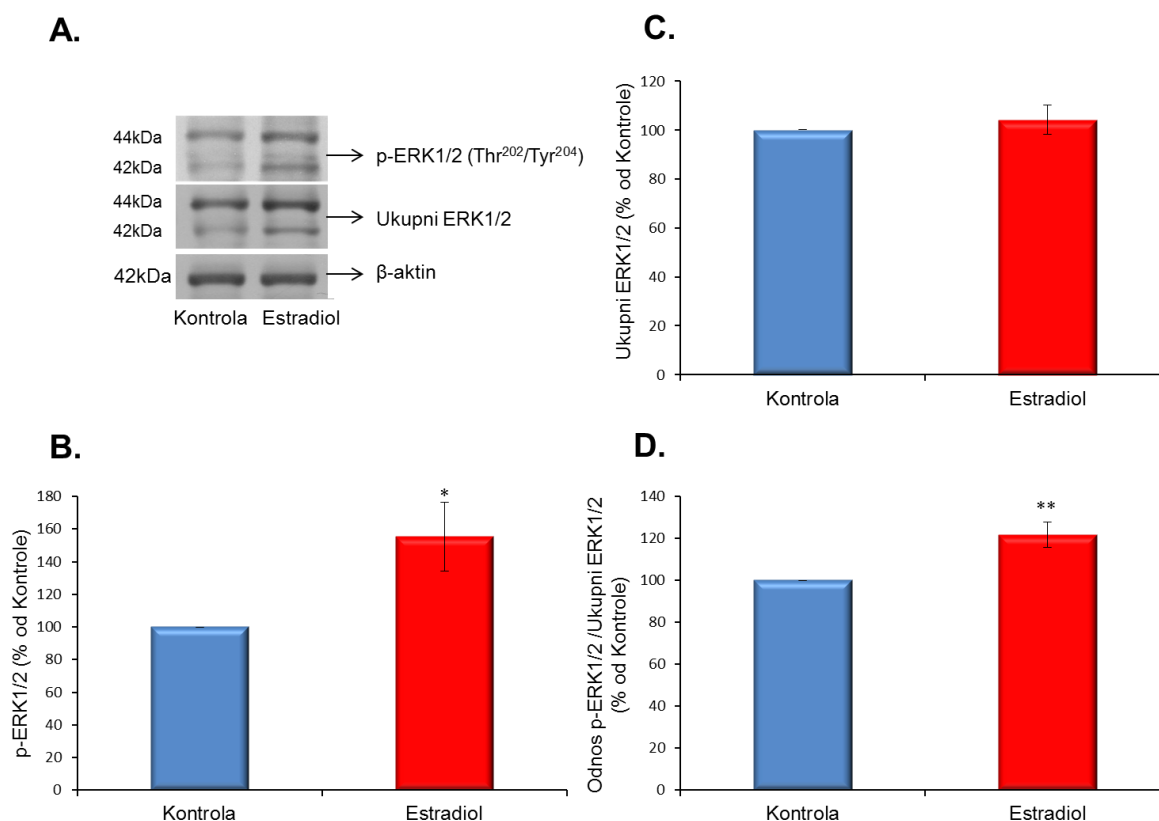 A.
44kDa
42kDa
p-ERK1/2 (Thr²⁰²/Tyr²⁰⁴)
44kDa
42kDa
Ukupni ERK1/2
42kDa
β-aktin
Kontrola Estradiol
C.
Ukupni ERK1/2 (% od Kontrole)
120
100
80
60
40
20
0
Kontrola Estradiol
B.
p-ERK1/2 (% od Kontrole)
180
160
140
120
100
80
60
40
20
0
*
Kontrola Estradiol
D.
Odnos p-ERK1/2 /Ukupni ERK1/2
(% od Kontrole)
140
120
100
80
60
40
20
0
**
Kontrola Estradiol